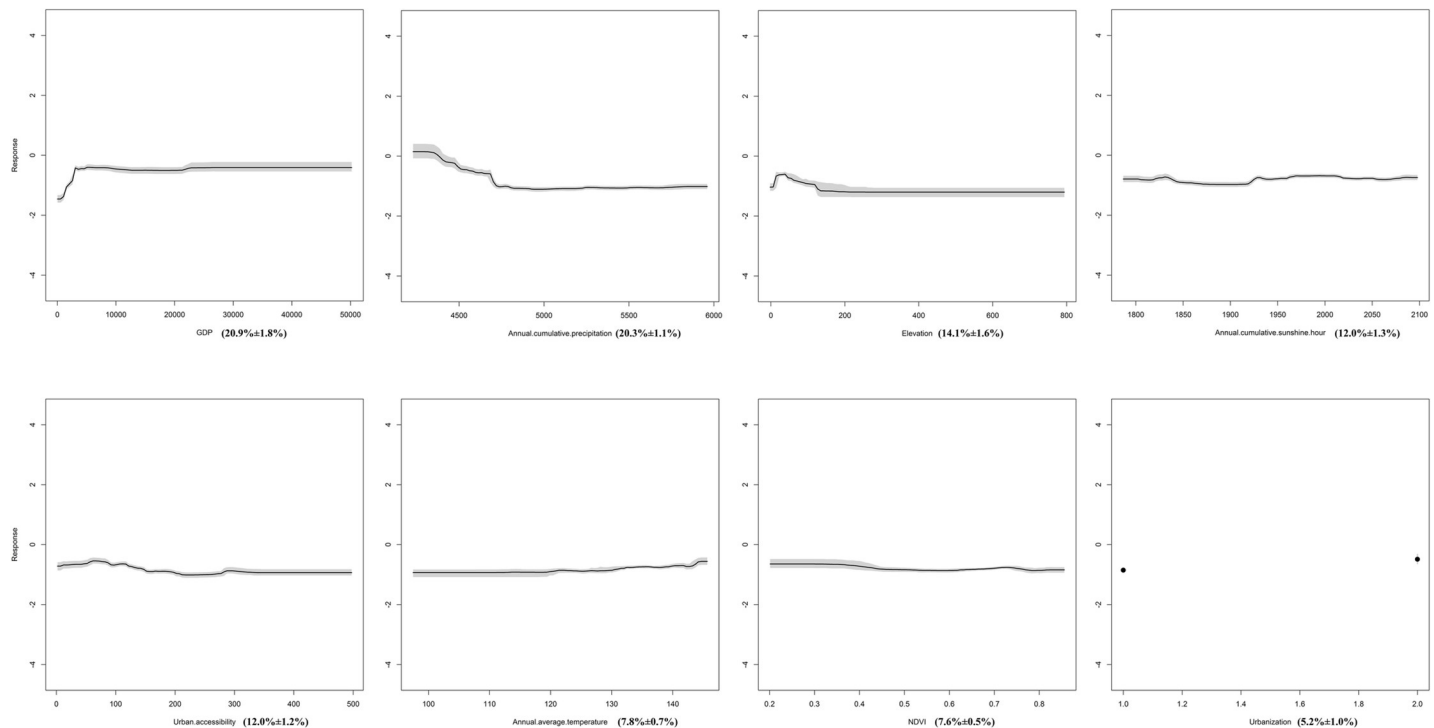 4
2
0
-2
-4
Response
0 10000 20000 30000 40000 50000
GDP (20.9%±1.8%)
4
2
0
-2
-4
4500 5000 5500 6000
Annual.cumulative.precipitation (20.3%±1.1%)
4
2
0
-2
-4
0 200 400 600 800
Elevation (14.1%±1.6%)
4
2
0
-2
-4
1800 1850 1900 1950 2000 2050 2100
Annual.cumulative.sunshine.hour (12.0%±1.3%)
4
2
0
-2
-4
Response
0 100 200 300 400 500
Urban.accessibility (12.0%±1.2%)
4
2
0
-2
-4
100 110 120 130 140
Annual.average.temperature (7.8%±0.7%)
4
2
0
-2
-4
0.2 0.3 0.4 0.5 0.6 0.7 0.8
NDVI (7.6%±0.5%)
4
2
0
-2
-4
1.0 1.2 1.4 1.6 1.8 2.0
Urbanization (5.2%±1.0%)